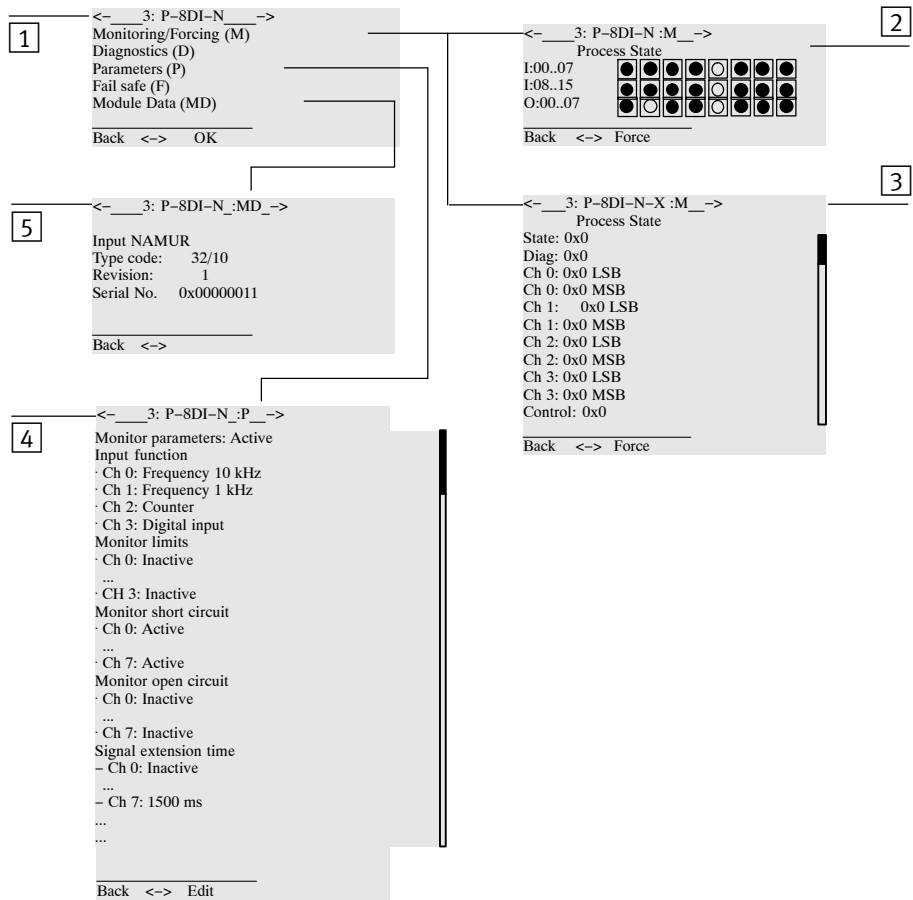 1
<-____3: P-8DI-N____->
Monitoring/Forcing (M)
Diagnostics (D)
Parameters (P)
Fail safe (F)
Module Data (MD)
Back <-> OK
2
<-____3: P-8DI-N :M__->
Process State
I:00..07
I:08..15
O:00..07
Back <-> Force
3
<-___3: P-8DI-N-X :M__->
Process State
State: 0x0
Diag: 0x0
Ch 0: 0x0 LSB
Ch 0: 0x0 MSB
Ch 1: 0x0 LSB
Ch 1: 0x0 MSB
Ch 2: 0x0 LSB
Ch 2: 0x0 MSB
Ch 3: 0x0 LSB
Ch 3: 0x0 MSB
Control: 0x0
Back <-> Force
5
<-____3: P-8DI-N_:MD_->
Input NAMUR
Type code: 32/10
Revision: 1
Serial No. 0x00000011
Back <->
4
<-____3: P-8DI-N_:P__->
Monitor parameters: Active
Input function
· Ch 0: Frequency 10 kHz
· Ch 1: Frequency 1 kHz
· Ch 2: Counter
· Ch 3: Digital input
Monitor limits
· Ch 0: Inactive
...
· CH 3: Inactive
Monitor short circuit
· Ch 0: Active
...
· Ch 7: Active
Monitor open circuit
· Ch 0: Inactive
...
· Ch 7: Inactive
Signal extension time
– Ch 0: Inactive
...
– Ch 7: 1500 ms
...
...
Back <-> Edit